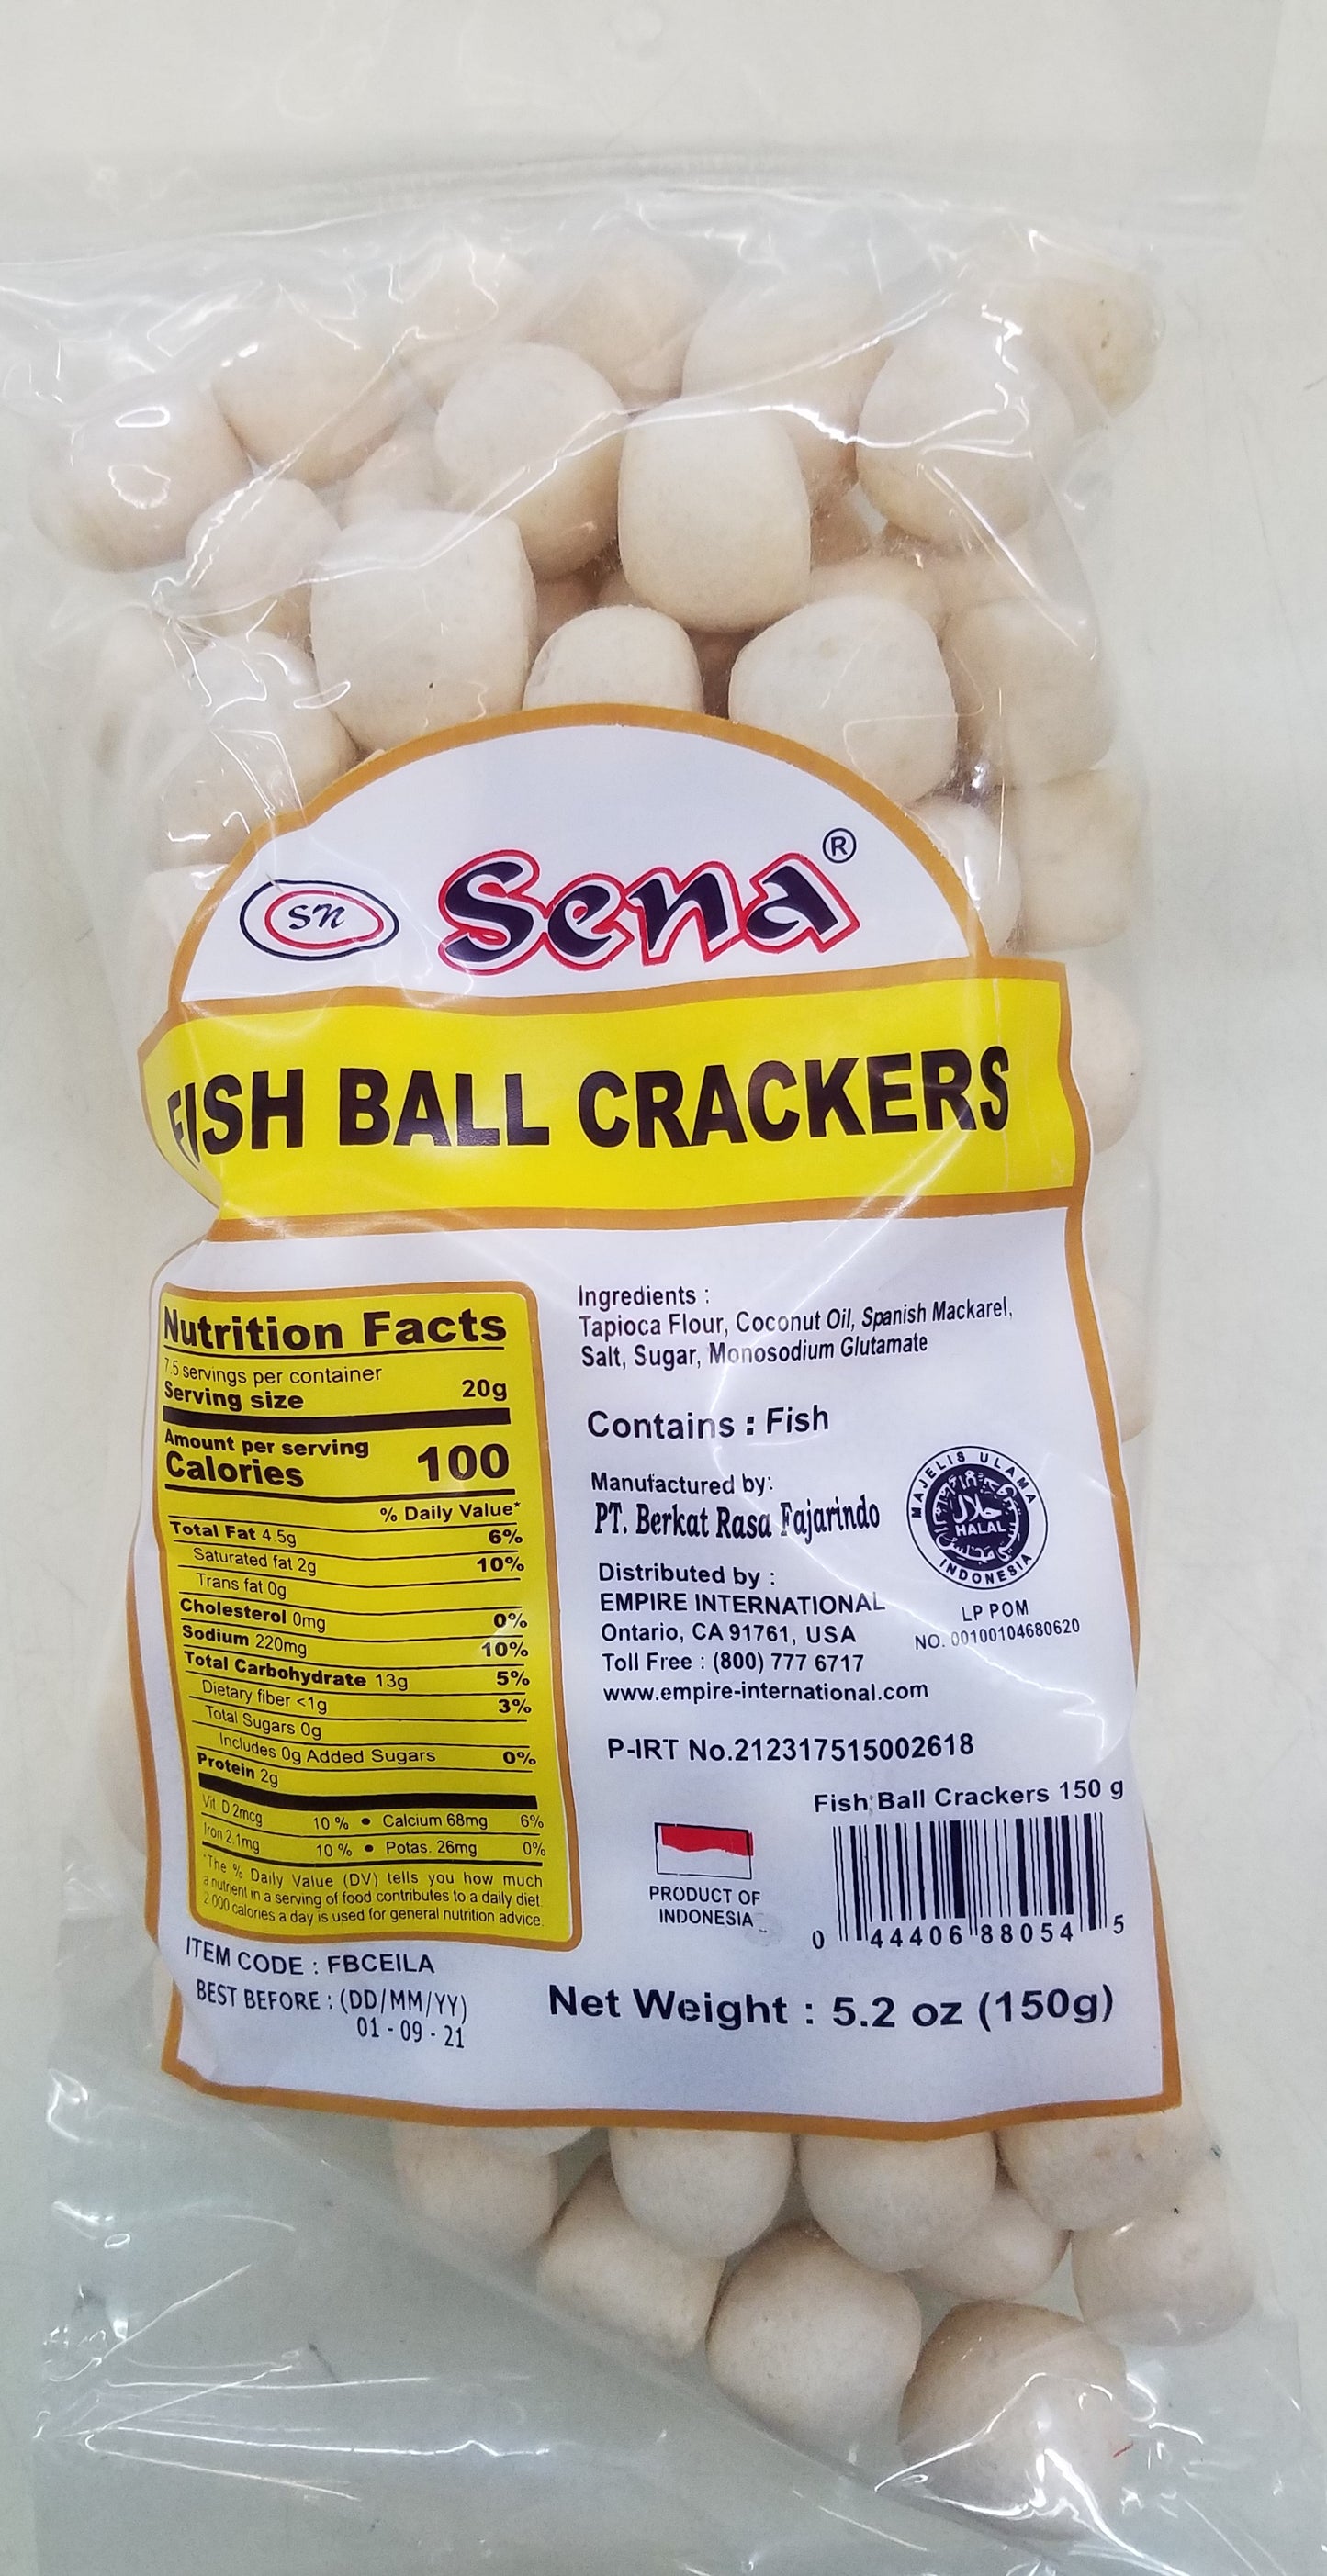 SN
Sena®
FISH BALL CRACKERS
Nutrition Facts
7.5 servings per container
Serving size 20g
Amount per serving
Calories 100
% Daily Value*
Total Fat 4.5g 6%
Saturated fat 2g 10%
Trans fat 0g
Cholesterol 0mg 0%
Sodium 220mg 10%
Total Carbohydrate 13g 5%
Dietary fiber <1g 3%
Total Sugars 0g
Includes 0g Added Sugars 0%
Protein 2g
Vit D 2mcg 10 % • Calcium 68mg 6%
Iron 2.1mg 10 % • Potas. 26mg 0%
*The % Daily Value (DV) tells you how much
a nutrient in a serving of food contributes to a daily diet.
2 000 calories a day is used for general nutrition advice.
ITEM CODE : FBCEILA
BEST BEFORE : (DD/MM/YY)
01 - 09 - 21
Ingredients :
Tapioca Flour, Coconut Oil, Spanish Mackarel,
Salt, Sugar, Monosodium Glutamate
Contains : Fish
Manufactured by:
PT. Berkat Rasa Fajarindo
Distributed by :
EMPIRE INTERNATIONAL
Ontario, CA 91761, USA
Toll Free : (800) 777 6717
www.empire-international.com
MAJELIS ULAMA
حلال
HALAL
INDONESIA
LP POM
NO. 00100104680620
P-IRT No.212317515002618
Fish Ball Crackers 150 g
PRODUCT OF
INDONESIA
0 44406 88054 5
Net Weight : 5.2 oz (150g)